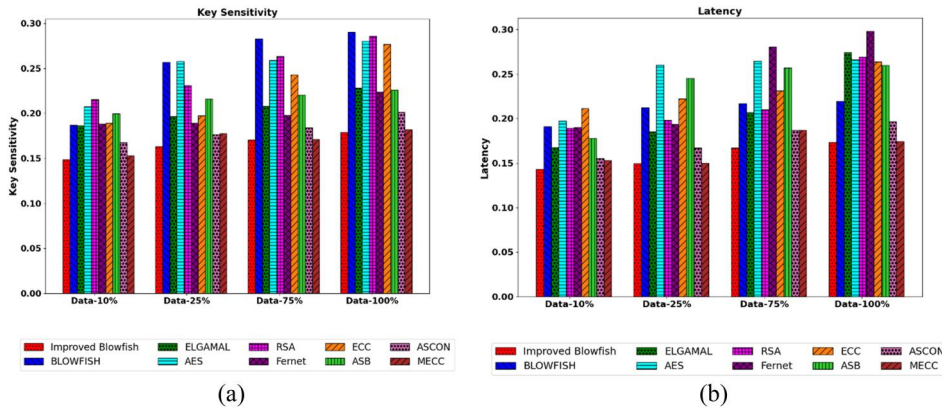 Key Sensitivity
Key Sensitivity
0.30
0.25
0.20
0.15
0.10
0.05
0.00
Data-10% Data-25% Data-75% Data-100%
Improved Blowfish ELGAMAL RSA ECC ASCON
BLOWFISH AES Fernet ASB MECC
(a)
Latency
Latency
0.30
0.25
0.20
0.15
0.10
0.05
0.00
Data-10% Data-25% Data-75% Data-100%
Improved Blowfish ELGAMAL RSA ECC ASCON
BLOWFISH AES Fernet ASB MECC
(b)